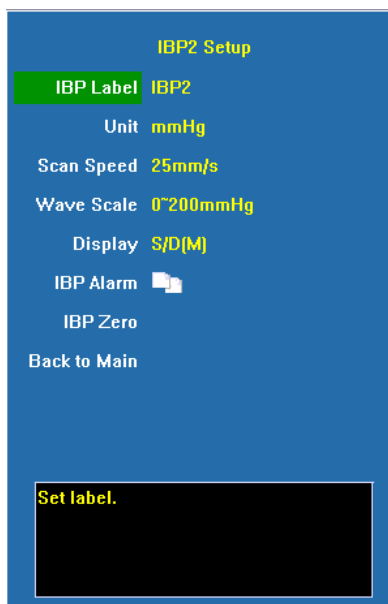 IBP2 Setup
IBP Label IBP2
Unit mmHg
Scan Speed 25mm/s
Wave Scale 0~200mmHg
Display S/D(M)
IBP Alarm
IBP Zero
Back to Main
Set label.